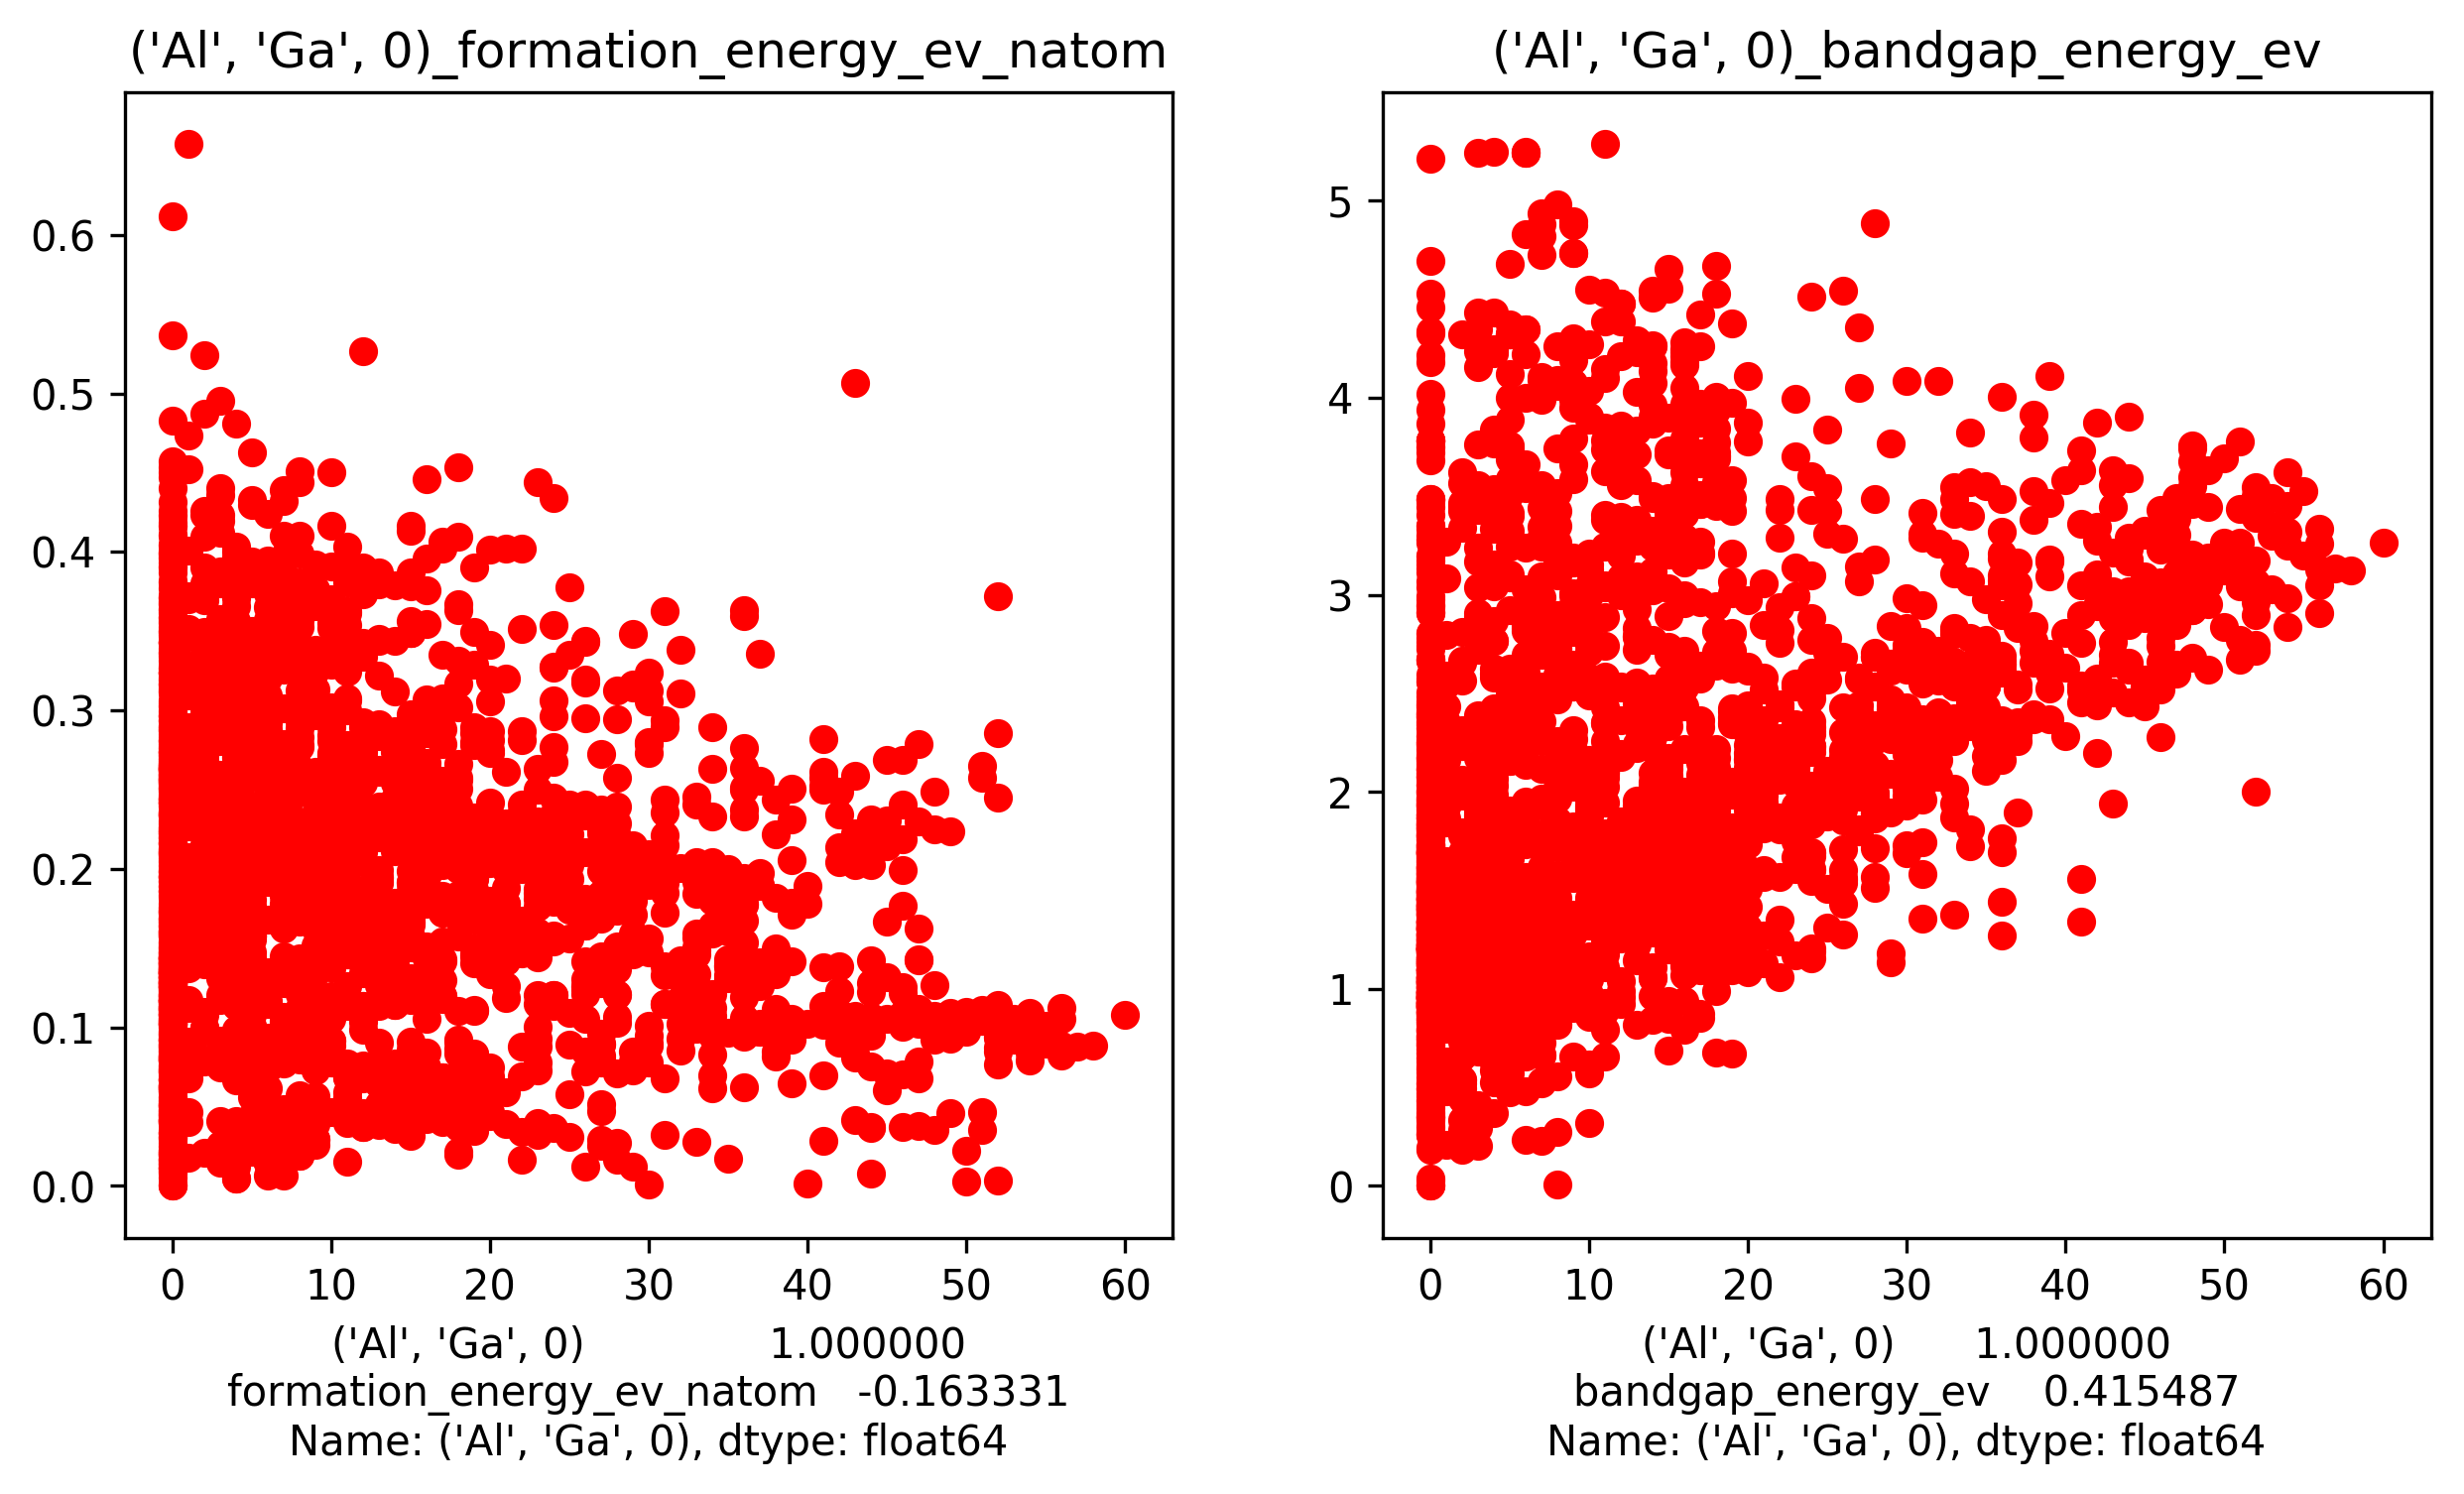 ('Al', 'Ga', 0)_formation_energy_ev_natom
0.6
0.5
0.4
0.3
0.2
0.1
0.0
0 10 20 30 40 50 60
('Al', 'Ga', 0) 1.000000
formation_energy_ev_natom -0.163331
Name: ('Al', 'Ga', 0), dtype: float64
('Al', 'Ga', 0)_bandgap_energy_ev
5
4
3
2
1
0
0 10 20 30 40 50 60
('Al', 'Ga', 0) 1.000000
bandgap_energy_ev 0.415487
Name: ('Al', 'Ga', 0), dtype: float64